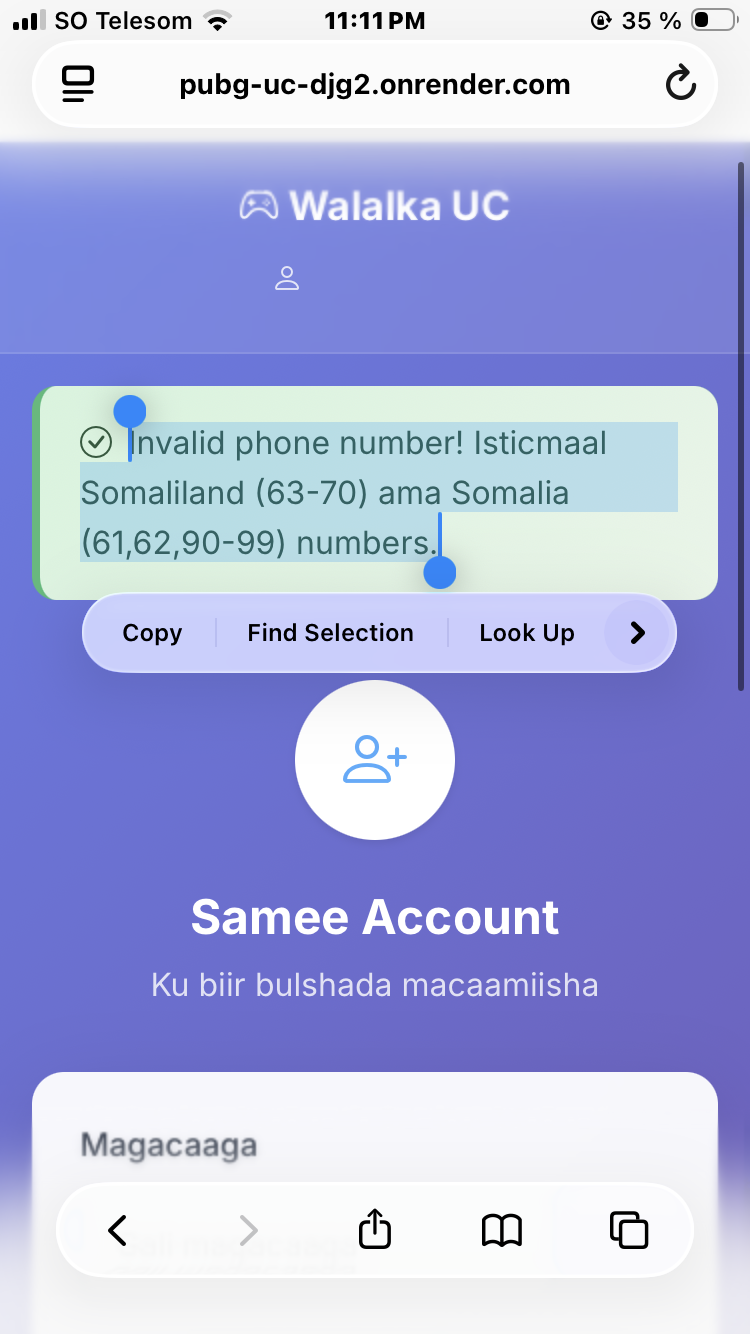 SO Telesom 11:11 PM 35 %
pubg-uc-djg2.onrender.com
Walalka UC
Invalid phone number! Isticmaal
Somaliland (63-70) ama Somalia
(61,62,90-99) numbers.
Copy Find Selection Look Up
Samee Account
Ku biir bulshada macaamiisha
Magacaaga